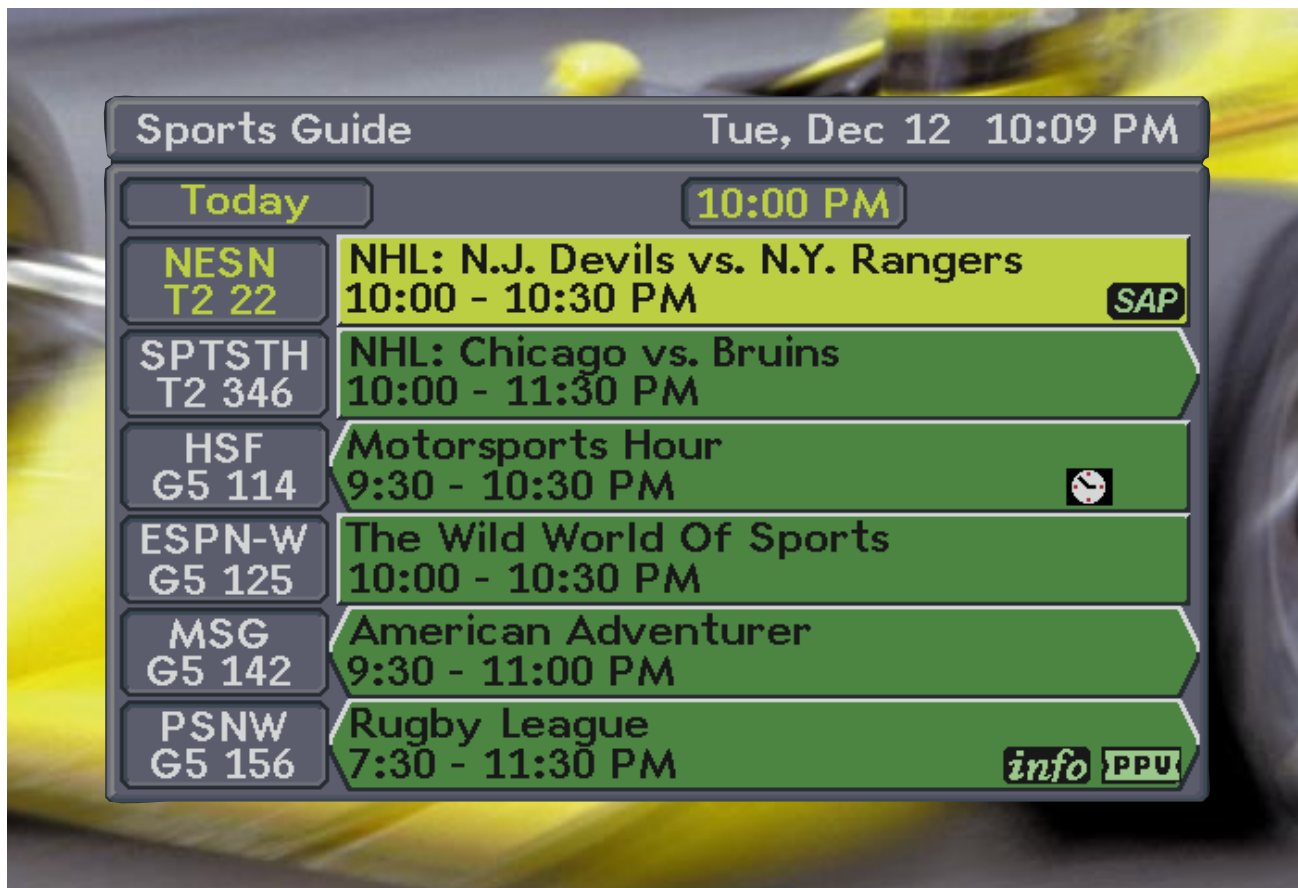 Sports Guide
Tue, Dec 12 10:09 PM
Today
10:00 PM
NESN
T2 22
NHL: N.J. Devils vs. N.Y. Rangers
10:00 - 10:30 PM
SAP
SPTSTH
T2 346
NHL: Chicago vs. Bruins
10:00 - 11:30 PM
HSF
G5 114
Motorsports Hour
9:30 - 10:30 PM
ESPN-W
G5 125
The Wild World Of Sports
10:00 - 10:30 PM
MSG
G5 142
American Adventurer
9:30 - 11:00 PM
PSNW
G5 156
Rugby League
7:30 - 11:30 PM
info PPU